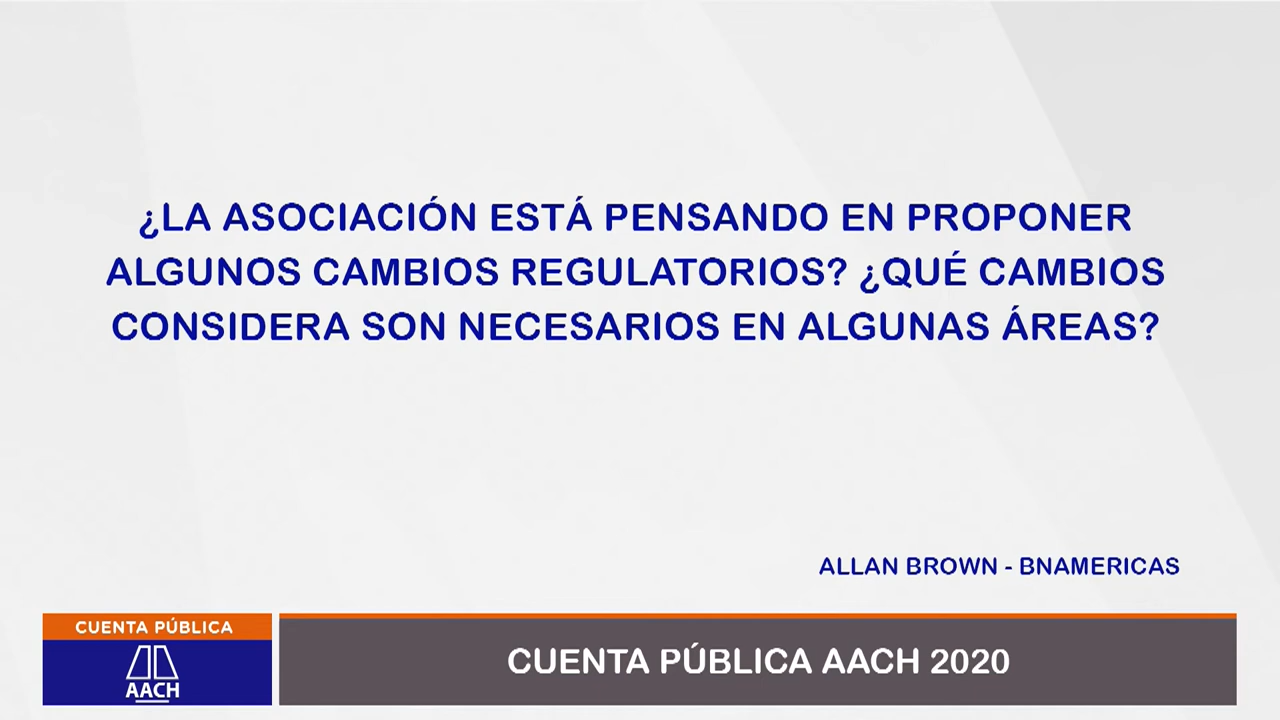 ¿LA ASOCIACIÓN ESTÁ PENSANDO EN PROPONER
ALGUNOS CAMBIOS REGULATORIOS? ¿QUÉ CAMBIOS
CONSIDERA SON NECESARIOS EN ALGUNAS ÁREAS?
ALLAN BROWN - BNAMERICAS
CUENTA PÚBLICA
AACH
CUENTA PÚBLICA AACH 2020